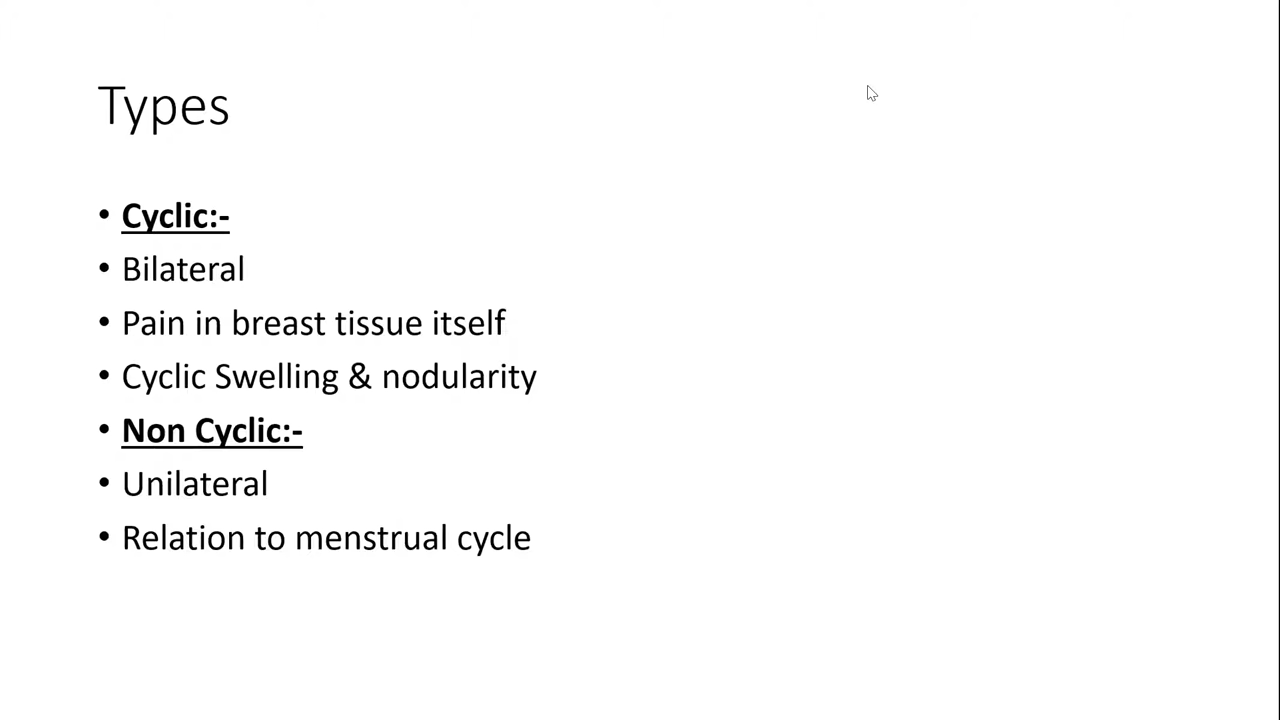 Types
• Cyclic:-
• Bilateral
• Pain in breast tissue itself
• Cyclic Swelling & nodularity
• Non Cyclic:-
• Unilateral
• Relation to menstrual cycle